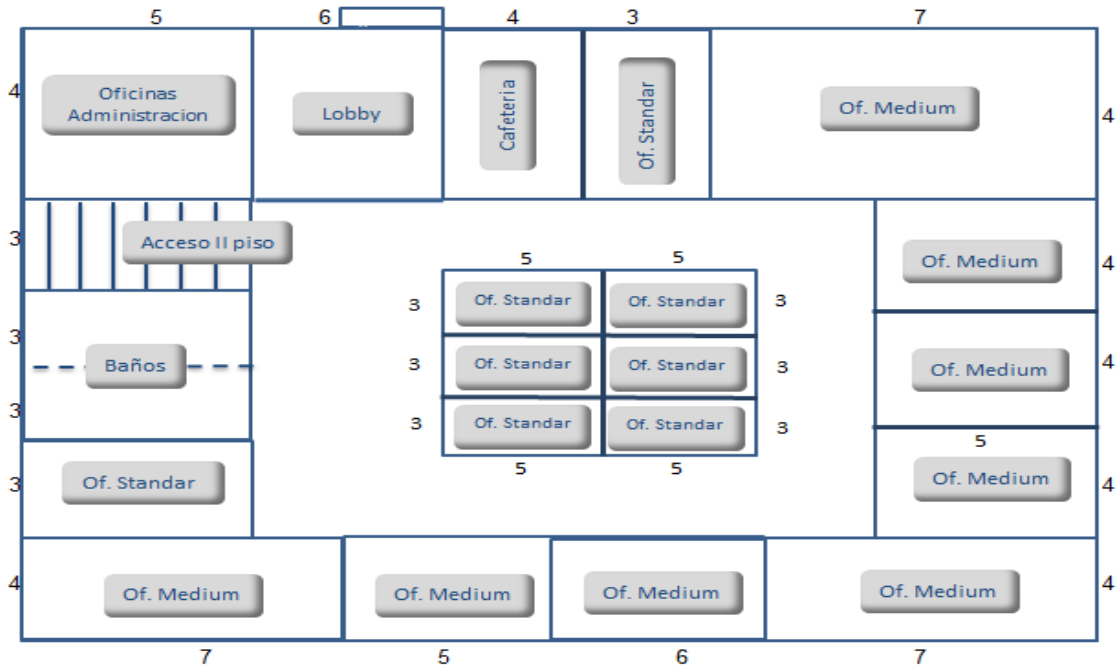 5 6 4 3 7
4 Oficinas
Administracion
Lobby
Cafeteria
Of. Standar
Of. Medium
4
3 Acceso II piso
Of. Medium 4
5 5
3 Of. Standar Of. Standar 3
3 Baños
3 Of. Standar Of. Standar 3
Of. Medium 4
3
3 Of. Standar Of. Standar 3
5 5
5
3 Of. Standar
Of. Medium 4
4 Of. Medium Of. Medium Of. Medium Of. Medium 4
7 5 6 7